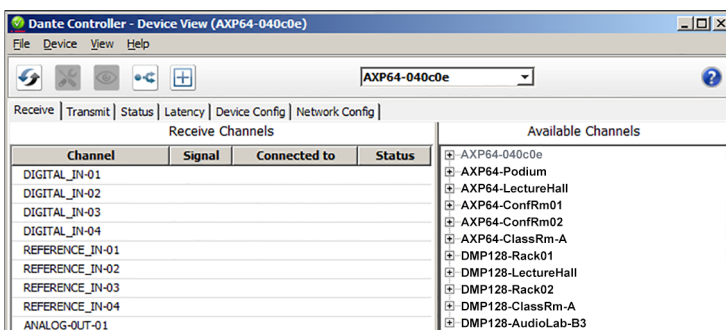 Dante Controller - Device View (AXP64-040c0e)
File Device View Help
AXP64-040c0e
Receive Transmit Status Latency Device Config Network Config
Receive Channels
Channel Signal Connected to Status
DIGITAL_IN-01
DIGITAL_IN-02
DIGITAL_IN-03
DIGITAL_IN-04
REFERENCE_IN-01
REFERENCE_IN-02
REFERENCE_IN-03
REFERENCE_IN-04
ANALOG-OUT-01
Available Channels
AXP64-040c0e
AXP64-Podium
AXP64-LectureHall
AXP64-ConfRm01
AXP64-ConfRm02
AXP64-ClassRm-A
DMP128-Rack01
DMP128-LectureHall
DMP128-Rack02
DMP128-ClassRm-A
DMP128-AudioLab-B3